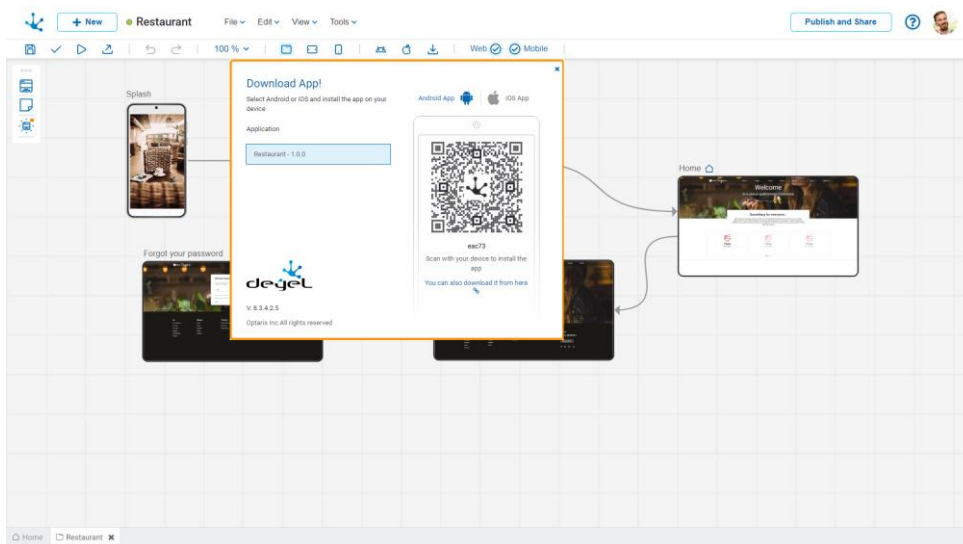 + New
Restaurant
File
Edit
View
Tools
Publish and Share
?
100 %
Web
Mobile
Splash
Download App!
Select Android or iOS and install the app on your
device
Application
Restaurant - 1.0.0
deyel
V. 8.3.4.2.5
Optaris Inc.All rights reserved
Android App
iOS App
eac73
Scan with your device to install the
app
You can also download it from here
Forgot your password
Home
Welcome
Something for everyone
Home
Restaurant